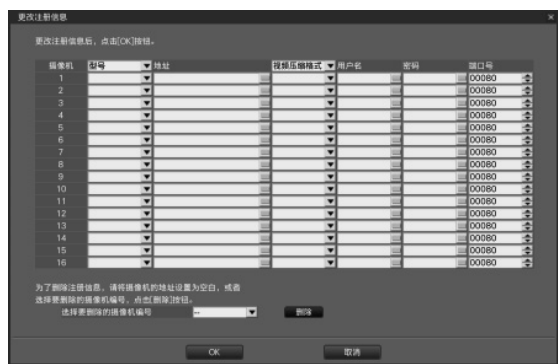 更改注册信息
更改注册信息后，点击[OK]按钮。
摄像机 型号 地址 视频压缩格式 用户名 密码 端口号
1 00080
2 00080
3 00080
4 00080
5 00080
6 00080
7 00080
8 00080
9 00080
10 00080
11 00080
12 00080
13 00080
14 00080
15 00080
16 00080
为了删除注册信息，请将摄像机的地址设置为空白，或者
选择要删除的摄像机编号，点击[删除]按钮。
选择要删除的摄像机编号 -- 删除
OK 取消